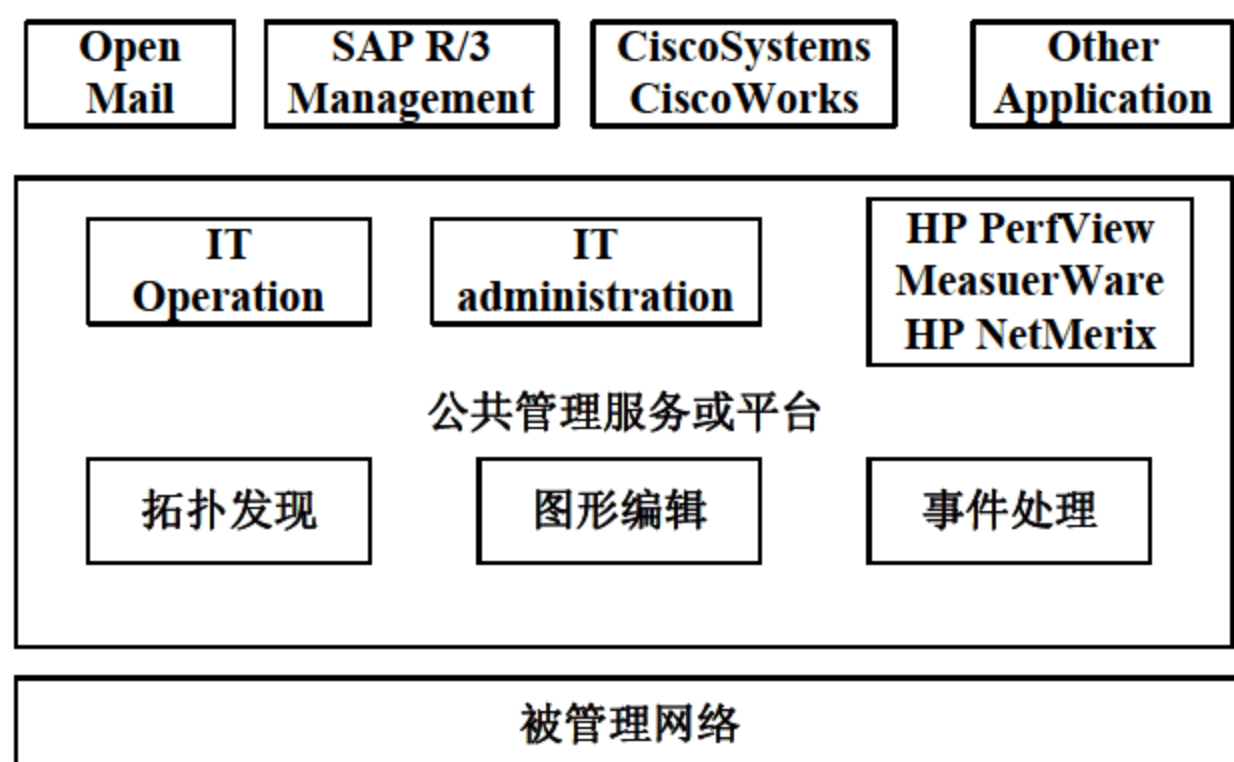 Open
Mail
SAP R/3
Management
CiscoSystems
CiscoWorks
Other
Application
IT
Operation
IT
administration
HP PerfView
MeasuerWare
HP NetMerix
公共管理服务或平台
拓扑发现
图形编辑
事件处理
被管理网络